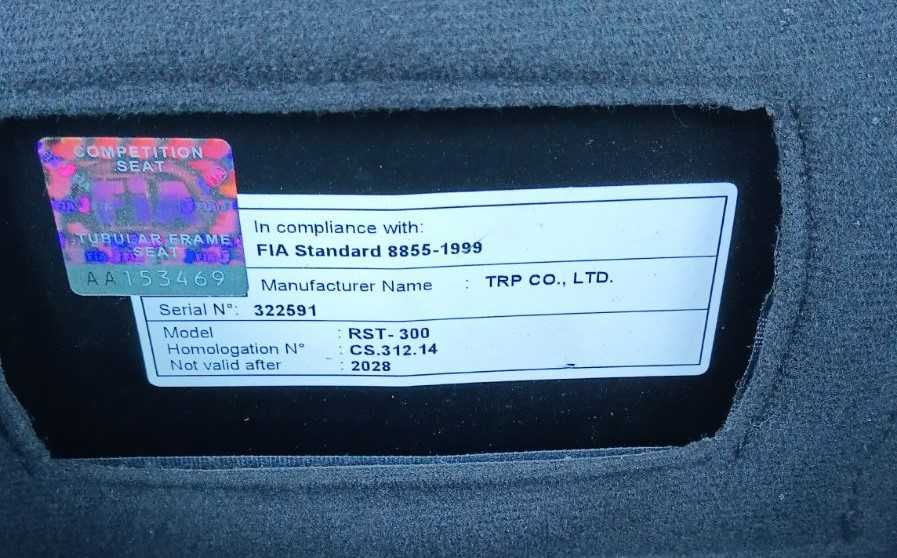 COMPETITION
SEAT
FIA
TUBULAR FRAME
SEAT
AA153469
In compliance with:
FIA Standard 8855-1999
Manufacturer Name : TRP CO., LTD.
Serial N°: 322591
Model : RST- 300
Homologation N° : CS.312.14
Not valid after : 2028